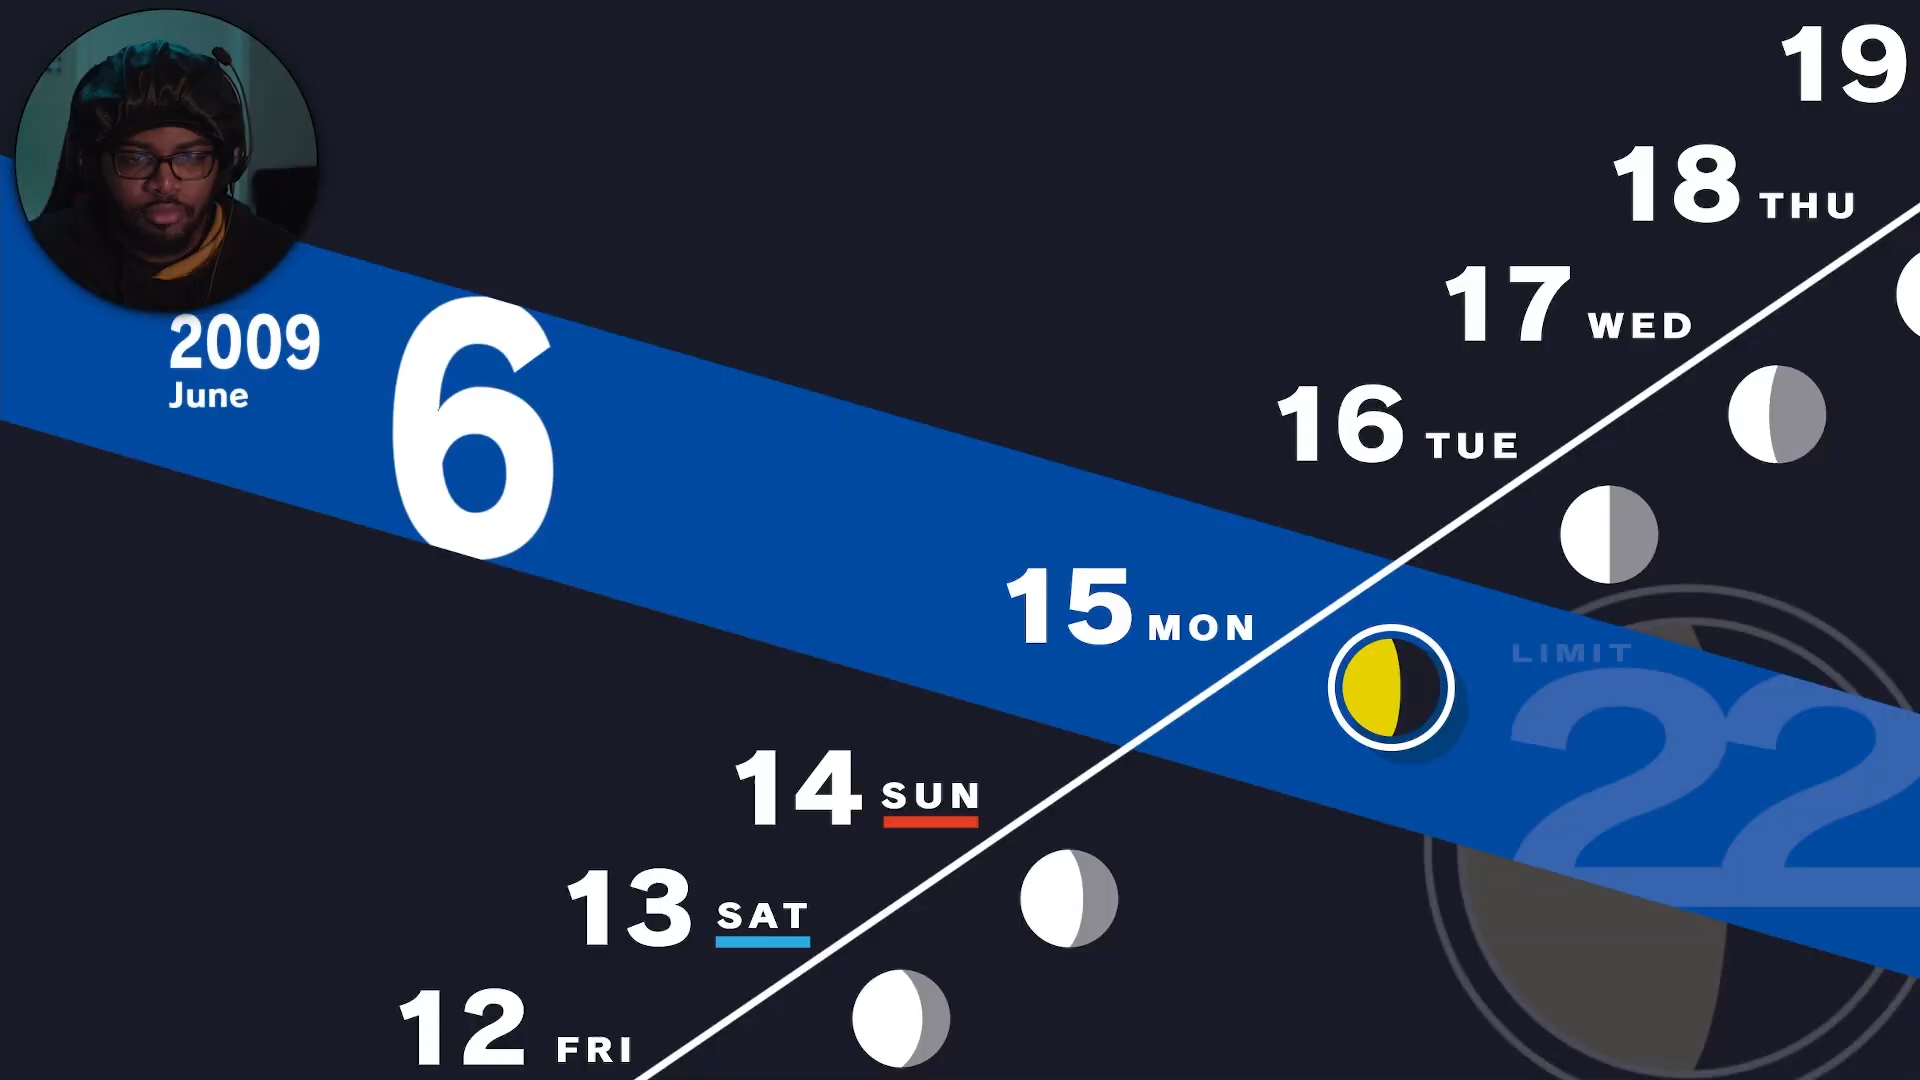 19
18 THU
17 WED
2009
June
6
16 TUE
15 MON
LIMIT
22
14 SUN
13 SAT
12 FRI